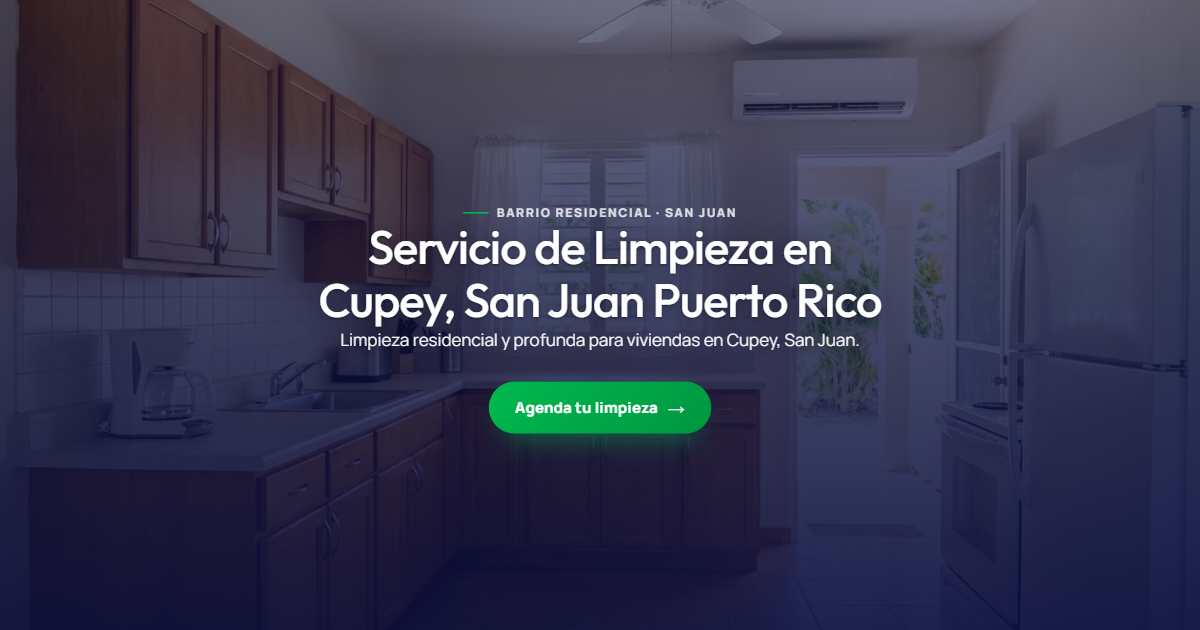 BARRIO RESIDENCIAL · SAN JUAN
Servicio de Limpieza en
Cupey, San Juan Puerto Rico
Limpieza residencial y profunda para viviendas en Cupey, San Juan.
Agenda tu limpieza →